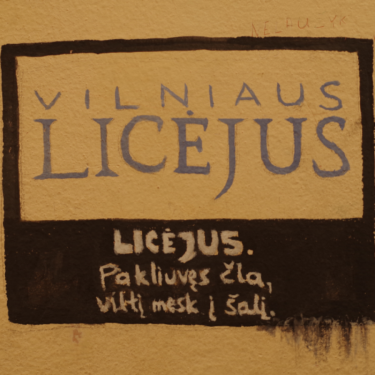 VILNIAUS
LICĖJUS
LICĖJUS.
Pakliuvęs čia,
viltį mesk į šalį.